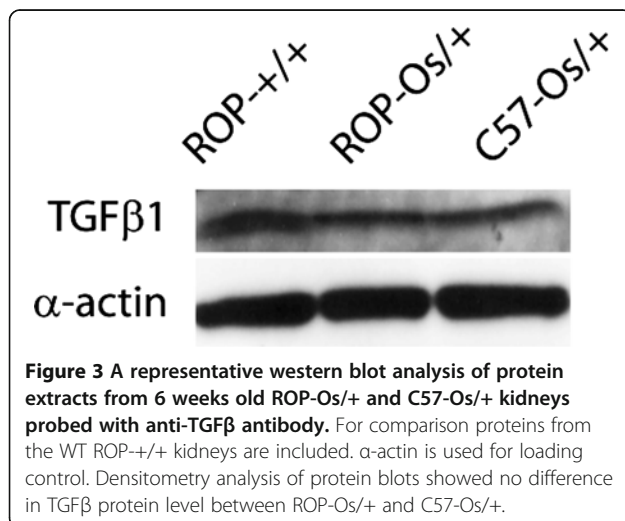 ROP-+/+ ROP-Os/+ C57-Os/+
TGFβ1
α-actin
Figure 3 A representative western blot analysis of protein
extracts from 6 weeks old ROP-Os/+ and C57-Os/+ kidneys
probed with anti-TGFβ antibody. For comparison proteins from
the WT ROP-+/+ kidneys are included. α-actin is used for loading
control. Densitometry analysis of protein blots showed no difference
in TGFβ protein level between ROP-Os/+ and C57-Os/+.